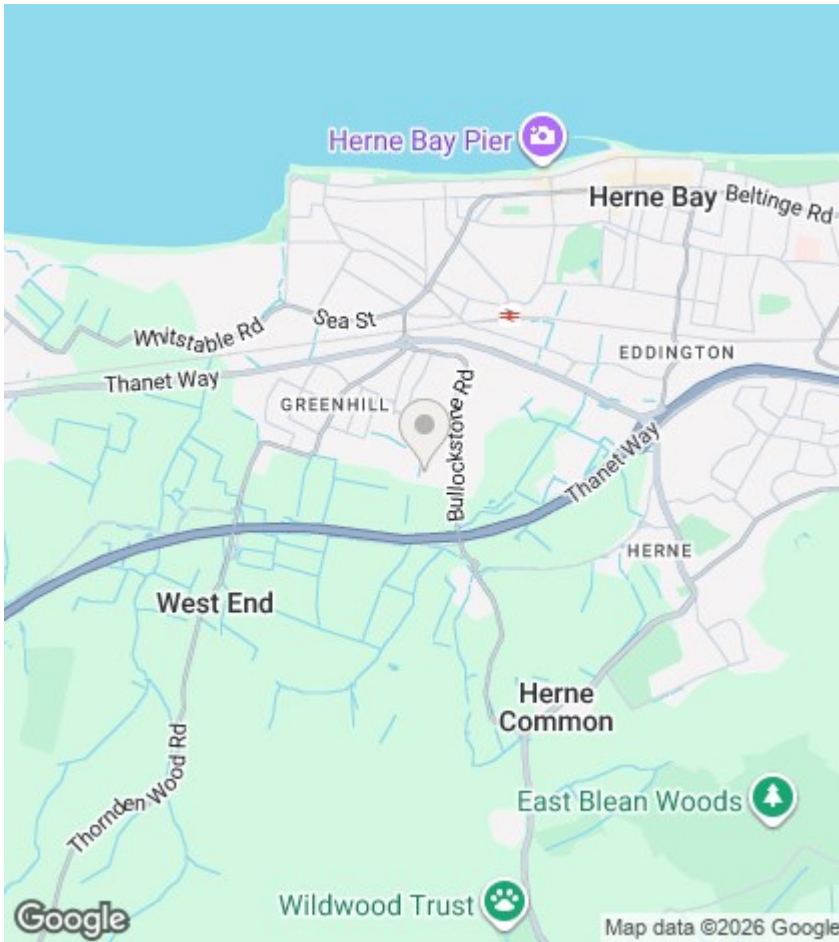 Herne Bay Pier
Herne Bay
Beltinge Rd
Whitstable Rd
Sea St
EDDINGTON
Thanet Way
GREENHILL
Bullockstone Rd
Thanet Way
HERNE
West End
Herne
Common
Thornden Wood Rd
East Blean Woods
Wildwood Trust
Google
Map data ©2026 Google